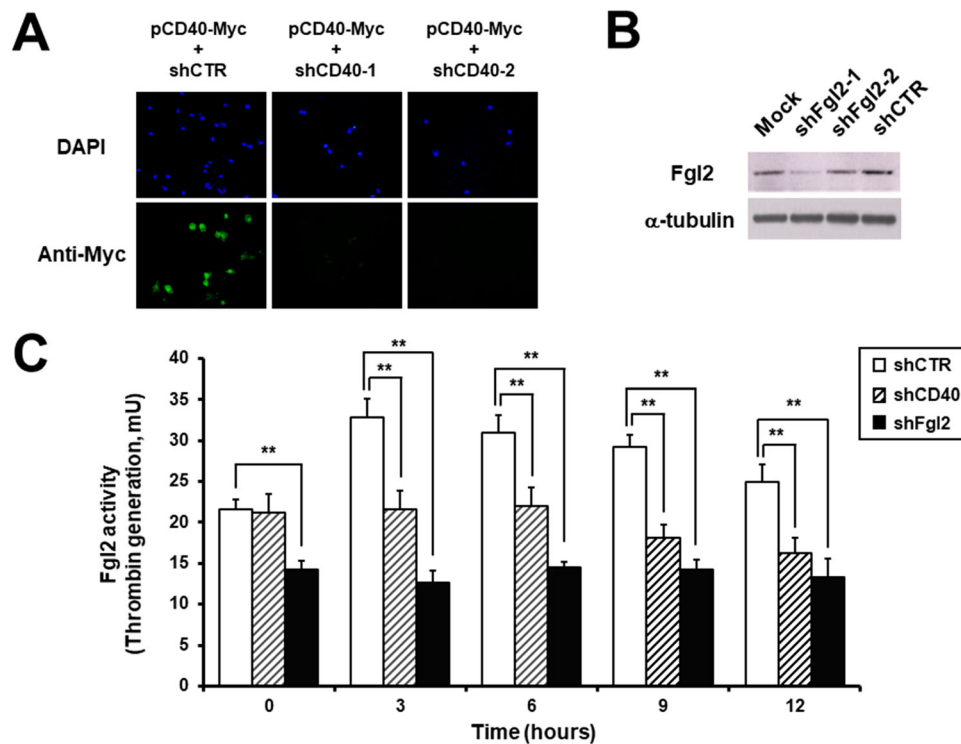 A
pCD40-Myc
+
shCTR
pCD40-Myc
+
shCD40-1
pCD40-Myc
+
shCD40-2
DAPI
Anti-Myc
B
Mock
shFgl2-1
shFgl2-2
shCTR
Fgl2
α-tubulin
C
Fgl2 activity
(Thrombin generation, mU)
40
35
30
25
20
15
10
5
0
**
**
**
**
**
**
**
**
**
0
3
6
9
12
Time (hours)
shCTR
shCD40
shFgl2